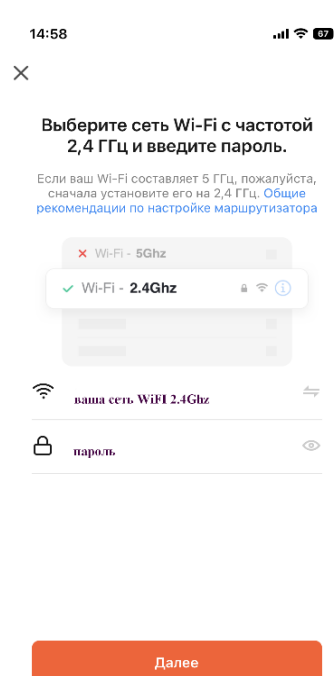 14:58
67
Выберите сеть Wi-Fi с частотой
2,4 ГГц и введите пароль.
Если ваш Wi-Fi составляет 5 ГГц, пожалуйста,
сначала установите его на 2,4 ГГц. Общие
рекомендации по настройке маршрутизатора
Wi-Fi - 5Ghz
Wi-Fi - 2.4Ghz
ваша сеть WiFI 2.4Ghz
пароль
Далее